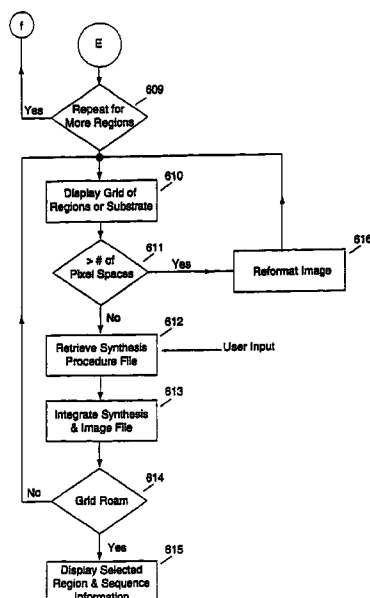 f
E
609
Repeat for
More Regions
Yes
610
Display Grid of
Regions or Substrate
611
> # of
Pixel Spaces
Yes
616
Reformat Image
No
612
Retrieve Synthesis
Procedure File
User Input
613
Integrate Synthesis
& Image File
614
Grid Roam
No
Yes
615
Display Selected
Region & Sequence
Information